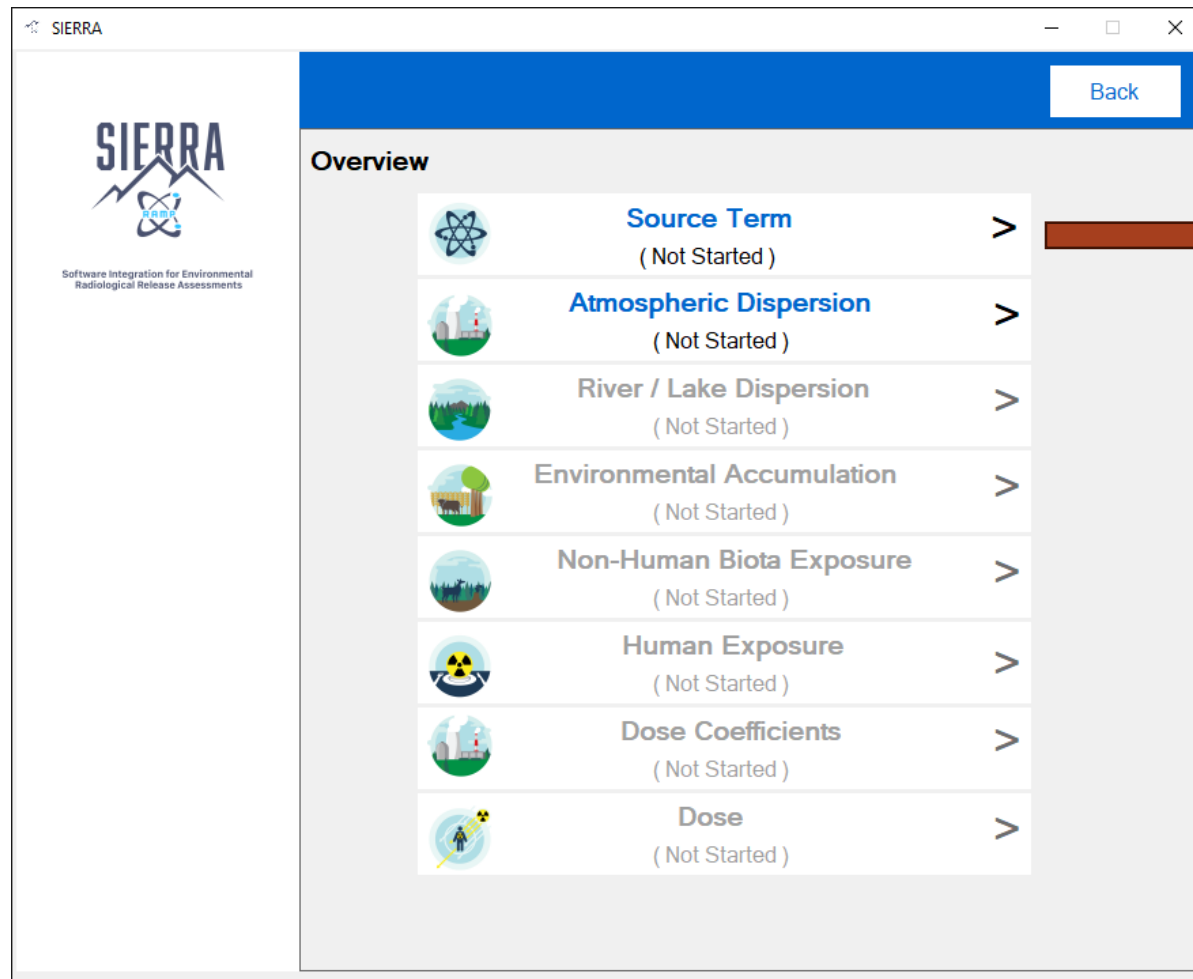 SIERRA
Back
SIERRA
RAMP
Software Integration for Environmental
Radiological Release Assessments
Overview
Source Term
( Not Started )
>
Atmospheric Dispersion
( Not Started )
>
River / Lake Dispersion
( Not Started )
>
Environmental Accumulation
( Not Started )
>
Non-Human Biota Exposure
( Not Started )
>
Human Exposure
( Not Started )
>
Dose Coefficients
( Not Started )
>
Dose
( Not Started )
>